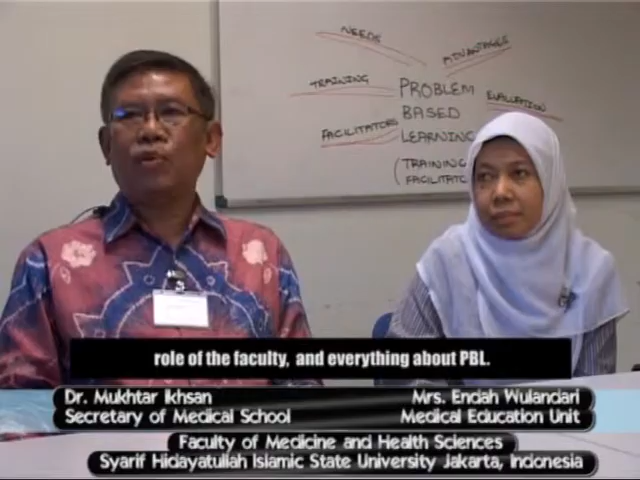 NEEDS
ADVANTAGES
TRAINING
PROBLEM
EVALUATION
BASED
FACILITATORS
LEARNING
(TRAINING
role of the faculty, and everything about PBL.
Dr. Mukhtar Ikhsan
Mrs. Endah Wulandari
Secretary of Medical School
Medical Education Unit
Faculty of Medicine and Health Sciences
Syarif Hidayatullah Islamic State University Jakarta, Indonesia